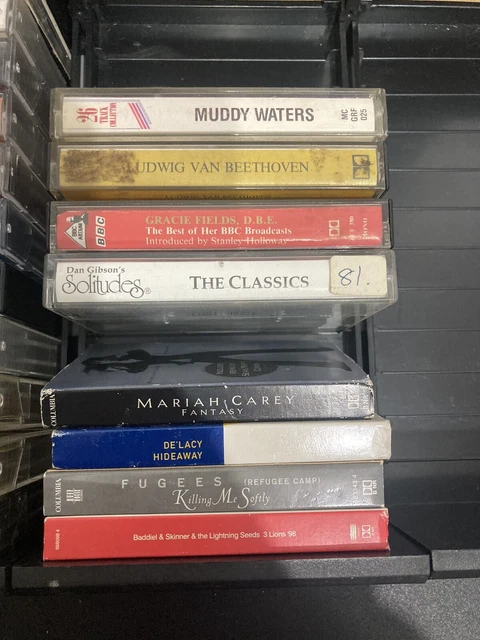 26
TRACK
COLLECTION
MUDDY WATERS
MC
GRF
025
LUDWIG VAN BEETHOVEN
BBC
GRACIE FIELDS, D.B.E.
The Best of Her BBC Broadcasts
Introduced by Stanley Holloway
Dan Gibson's
Solitudes®
THE CLASSICS
81.
COLUMBIA
MARIAH CAREY
FANTASY
DE'LACY
HIDEAWAY
COLUMBIA
FUGEES (REFUGEE CAMP)
Killing Me Softly
Baddiel & Skinner & the Lightning Seeds 3 Lions '98